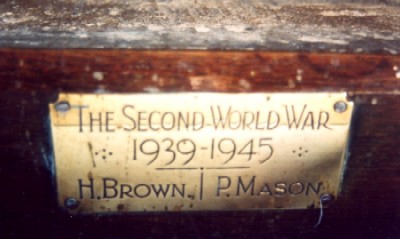 THE SECOND WORLD WAR
1939-1945
H. BROWN. P. MASON